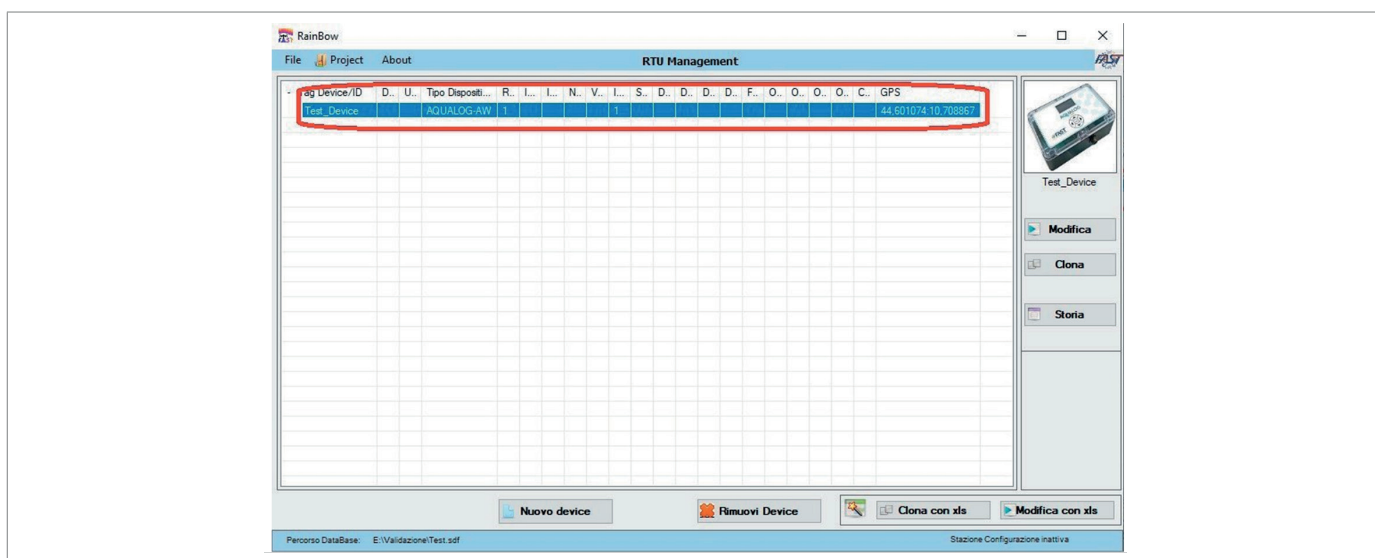 RainBow
File Project About RTU Management FAST
Tag Device/ID D.. U.. Tipo Dispositi... R.. I... I... N.. V.. I... S.. D.. D.. D.. D.. F.. O.. O.. O.. O.. C.. GPS
Test_Device AQUALOG-AW 1 1 44,601074:10,708867
Test_Device
Modifica
Clona
Storia
Nuovo device Rimuovi Device Clona con xls Modifica con xls
Percorso DataBase: E:\Validazione\Test.sdf Stazione Configurazione inattiva